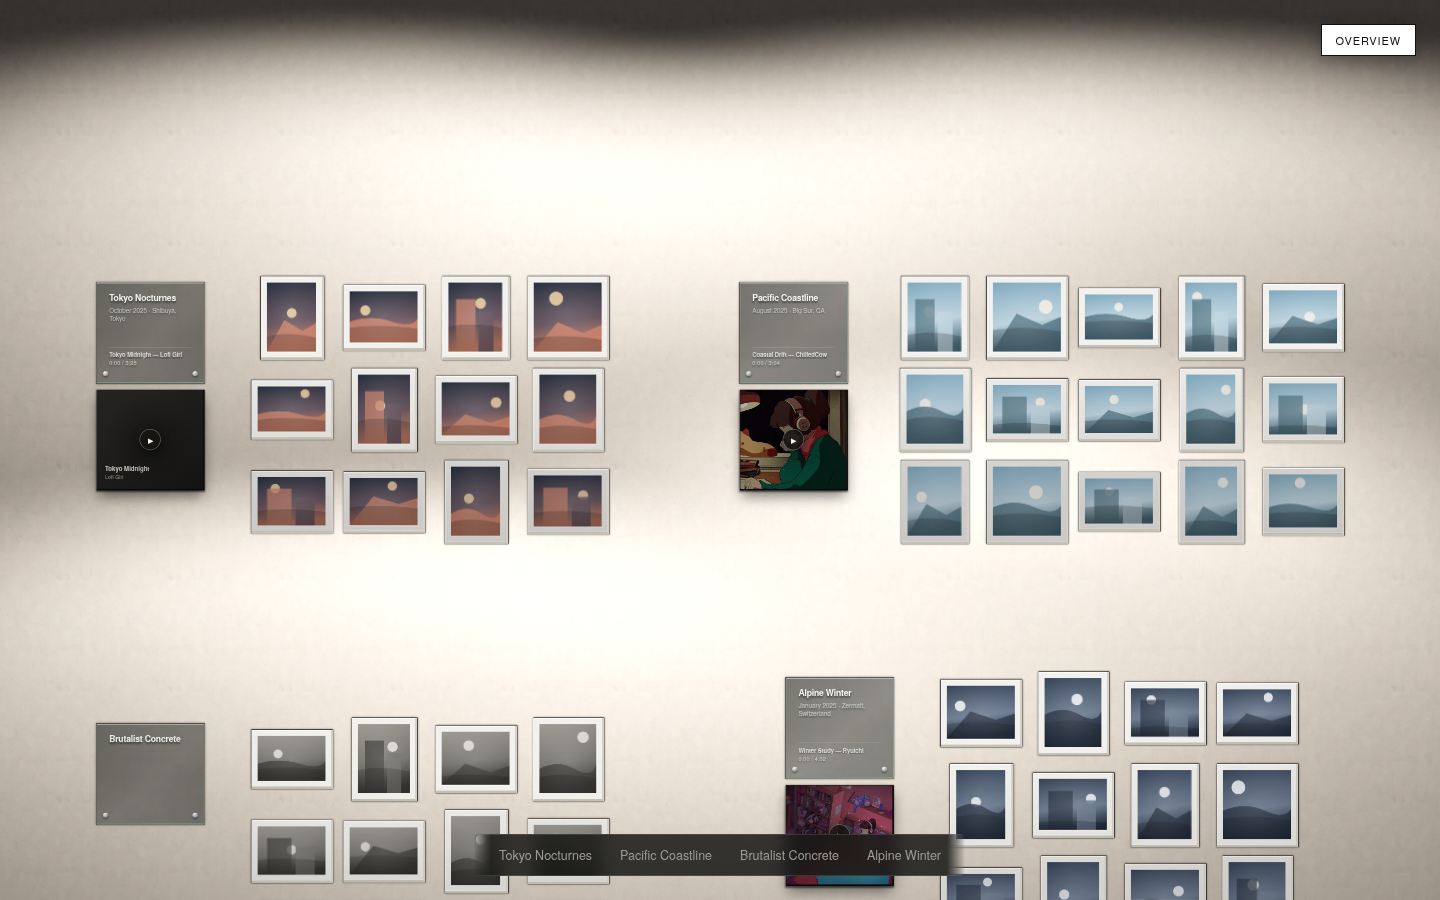 OVERVIEW
Tokyo Nocturnes
October 2025 · Shibuya,
Tokyo
Tokyo Midnight — Lofi Girl
0:00 / 3:25
Tokyo Midnight
Lofi Girl
Pacific Coastline
August 2025 · Big Sur, CA
Coastal Drift — ChilledCow
0:00 / 3:04
Brutalist Concrete
Alpine Winter
January 2025 · Zermatt,
Switzerland
Winter Study — Ryuichi
0:00 / 4:02
Tokyo Nocturnes Pacific Coastline Brutalist Concrete Alpine Winter